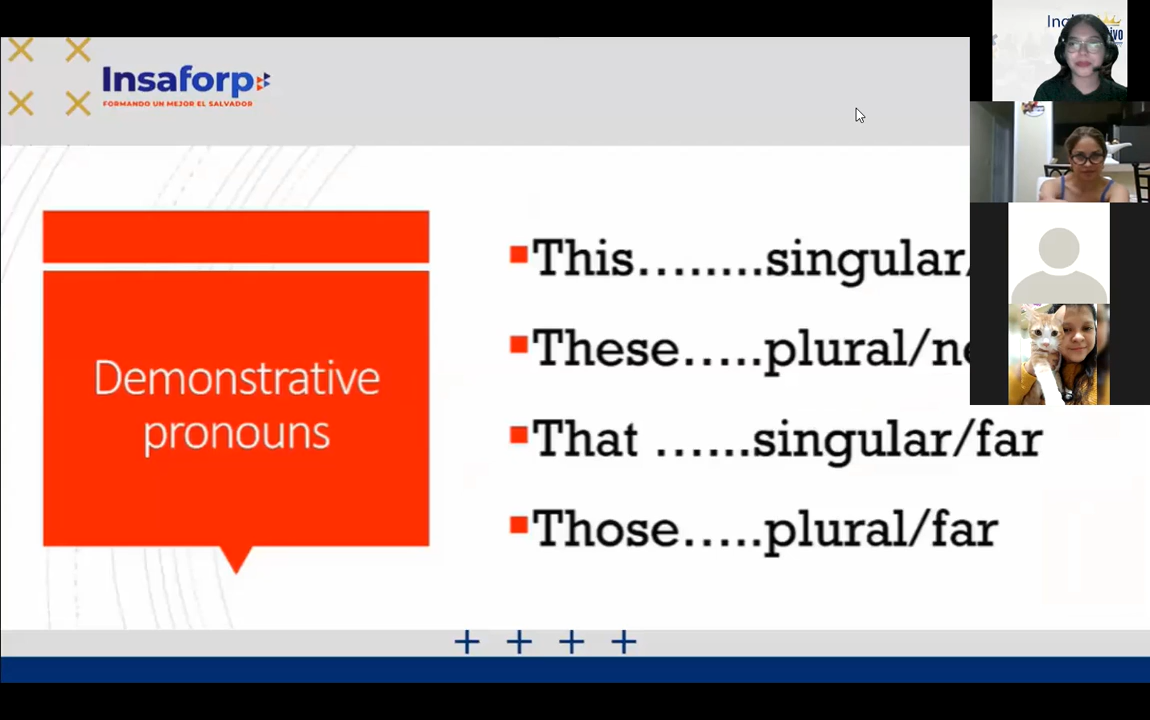 Insaforp
FORMANDO UN MEJOR EL SALVADOR
Demonstrative
pronouns
This........singular/
These.....plural/ne
That ......singular/far
Those.....plural/far